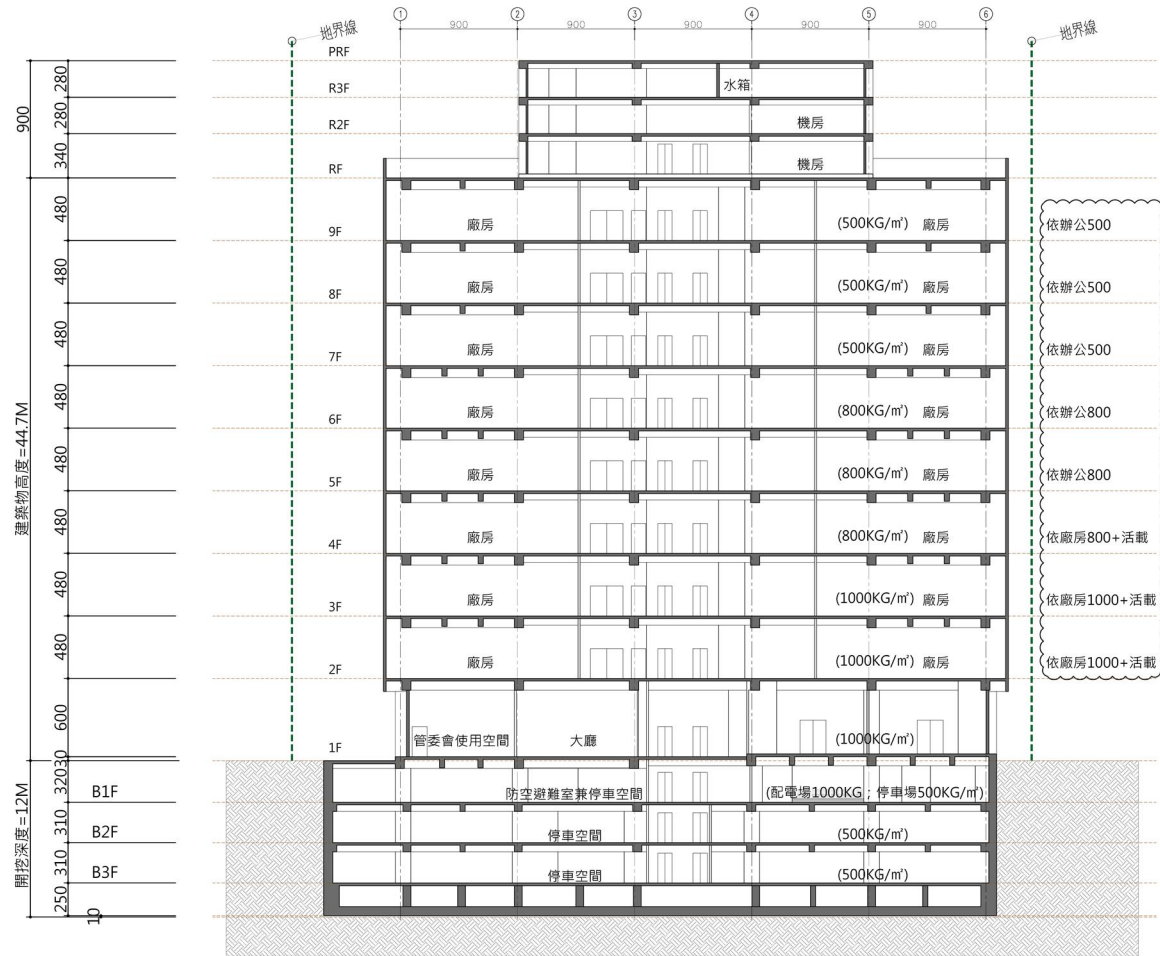 1 2 3 4 5 6
900 900 900 900 900
地界線 地界線
PRF
280
R3F 水箱
280
900
R2F 機房
340
RF 機房
480
9F 廠房 (500KG/㎡) 廠房 依辦公500
480
8F 廠房 (500KG/㎡) 廠房 依辦公500
480
7F 廠房 (500KG/㎡) 廠房 依辦公500
480
6F 廠房 (800KG/㎡) 廠房 依辦公800
480
建築物高度=44.7M
5F 廠房 (800KG/㎡) 廠房 依辦公800
480
4F 廠房 (800KG/㎡) 廠房 依廠房800+活載
480
3F 廠房 (1000KG/㎡) 廠房 依廠房1000+活載
480
2F 廠房 (1000KG/㎡) 廠房 依廠房1000+活載
600
1F 管委會使用空間 大廳 (1000KG/㎡)
30
320
B1F 防空避難室兼停車空間 (配電場1000KG；停車場500KG/㎡)
310
開挖深度=12M
B2F 停車空間 (500KG/㎡)
310
B3F 停車空間 (500KG/㎡)
250
10